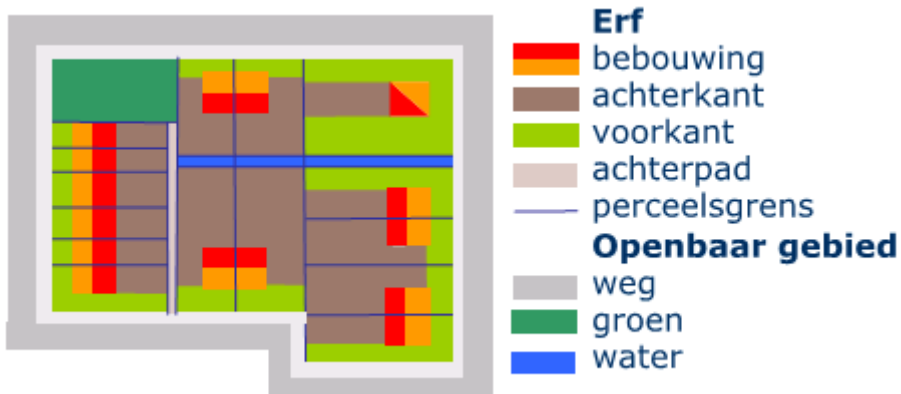 Erf
bebouwing
achterkant
voorkant
achterpad
perceelsgrens
Openbaar gebied
weg
groen
water